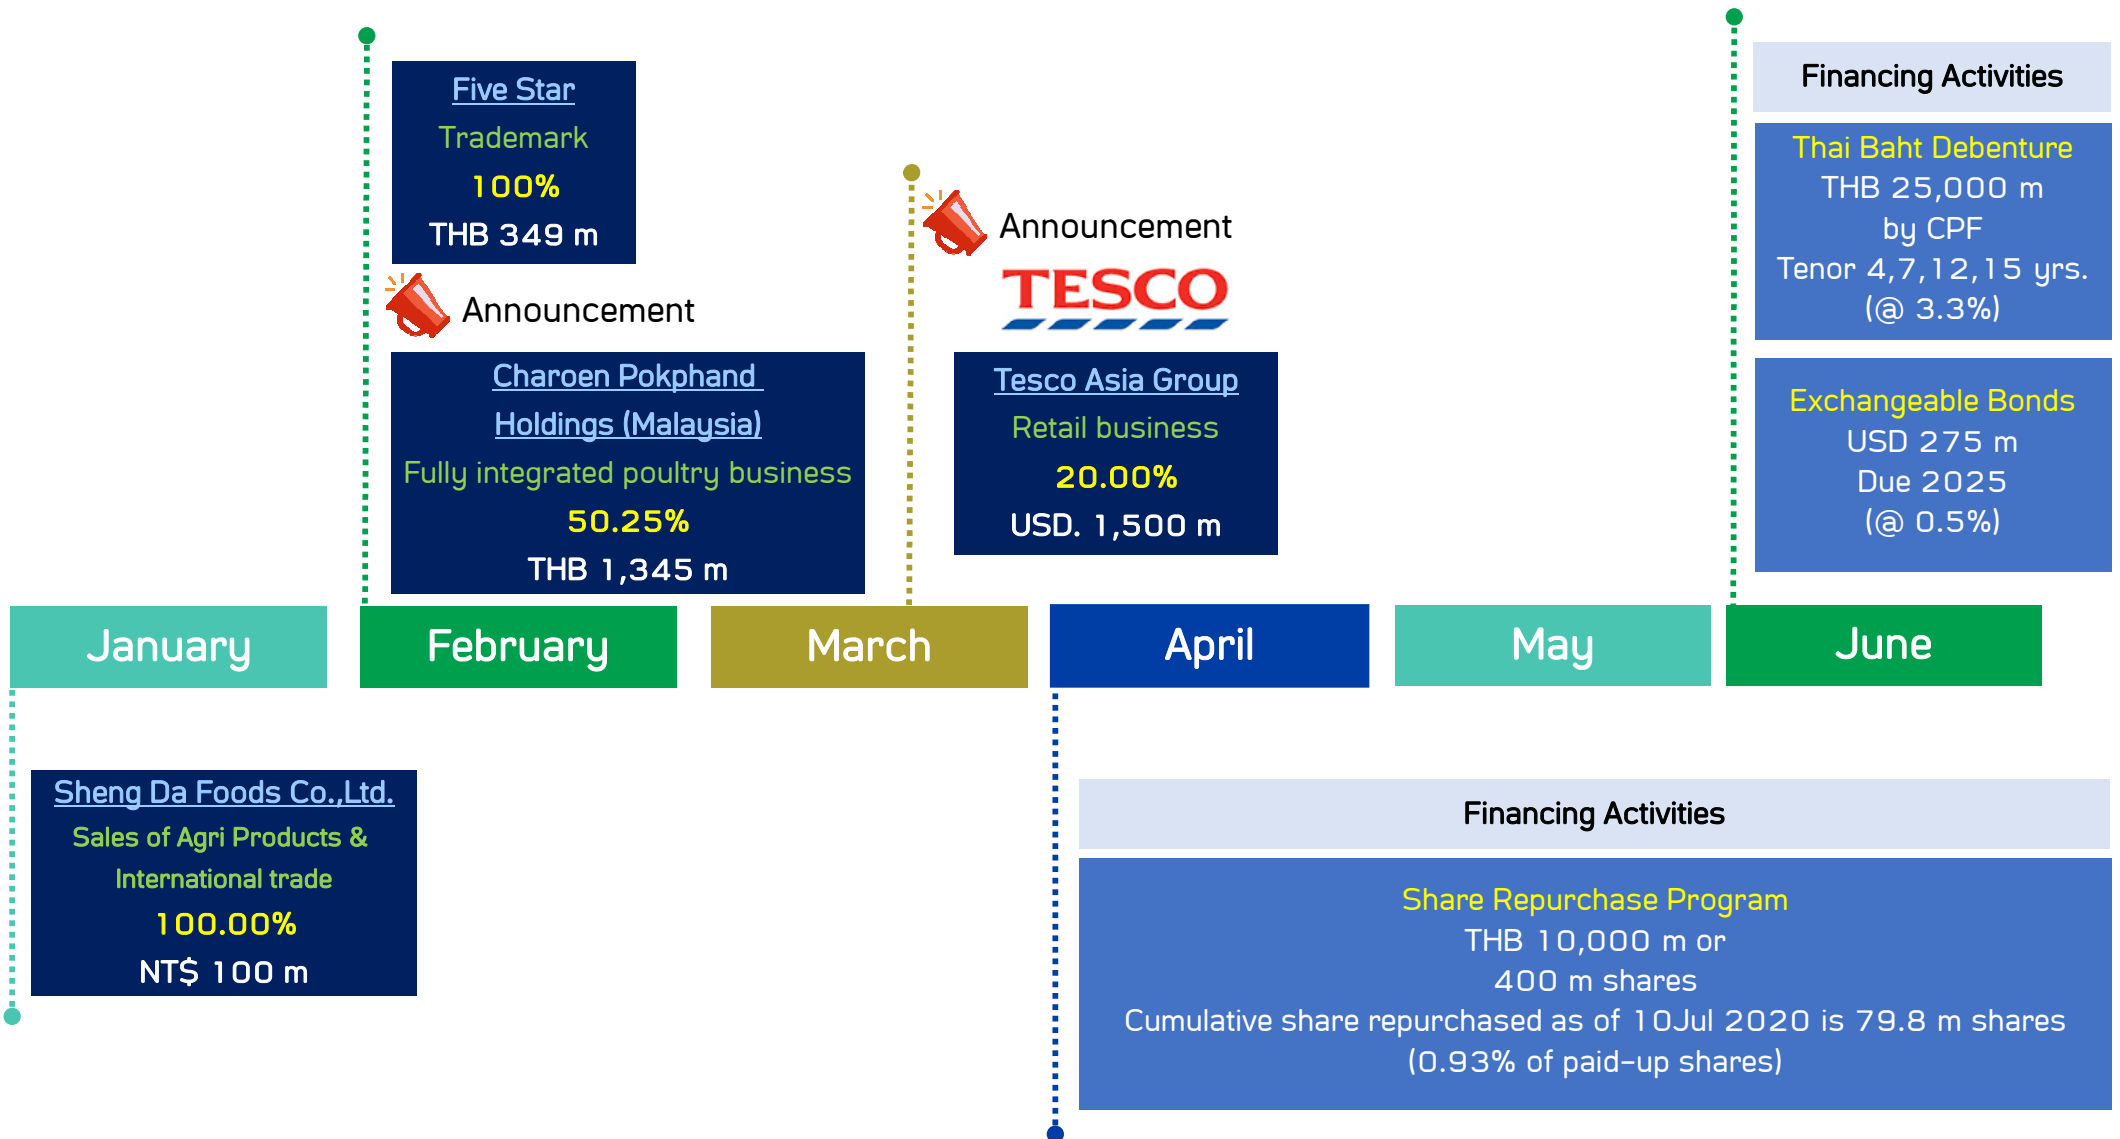 Five Star
Trademark
100%
THB 349 m
Announcement
Charoen Pokphand
Holdings (Malaysia)
Fully integrated poultry business
50.25%
THB 1,345 m
Announcement
TESCO
Tesco Asia Group
Retail business
20.00%
USD. 1,500 m
Financing Activities
Thai Baht Debenture
THB 25,000 m
by CPF
Tenor 4,7,12,15 yrs.
(@ 3.3%)
Exchangeable Bonds
USD 275 m
Due 2025
(@ 0.5%)
January
February
March
April
May
June
Sheng Da Foods Co.,Ltd.
Sales of Agri Products &
International trade
100.00%
NT$ 100 m
Financing Activities
Share Repurchase Program
THB 10,000 m or
400 m shares
Cumulative share repurchased as of 10Jul 2020 is 79.8 m shares
(0.93% of paid-up shares)